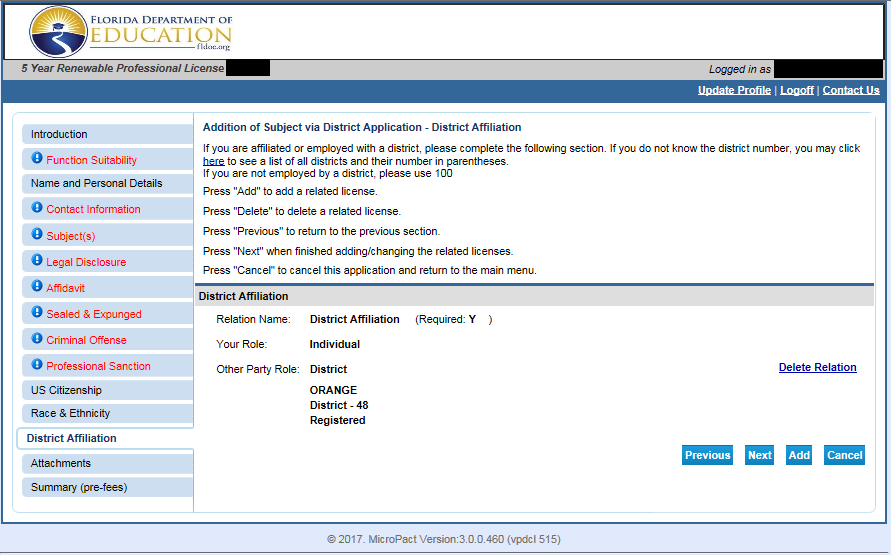 FLORIDA DEPARTMENT OF
EDUCATION
fldoe.org
5 Year Renewable Professional License
Logged in as
Update Profile | Logoff | Contact Us
Introduction
Function Suitability
Name and Personal Details
Contact Information
Subject(s)
Legal Disclosure
Affidavit
Sealed & Expunged
Criminal Offense
Professional Sanction
US Citizenship
Race & Ethnicity
District Affiliation
Attachments
Summary (pre-fees)
Addition of Subject via District Application - District Affiliation
If you are affiliated or employed with a district, please complete the following section. If you do not know the district number, you may click
here to see a list of all districts and their number in parentheses.
If you are not employed by a district, please use 100
Press "Add" to add a related license.
Press "Delete" to delete a related license.
Press "Previous" to return to the previous section.
Press "Next" when finished adding/changing the related licenses.
Press "Cancel" to cancel this application and return to the main menu.
District Affiliation
Relation Name: District Affiliation (Required: Y )
Your Role: Individual
Other Party Role: District
Delete Relation
ORANGE
District - 48
Registered
Previous Next Add Cancel
© 2017. MicroPact Version:3.0.0.460 (vpdcl 515)